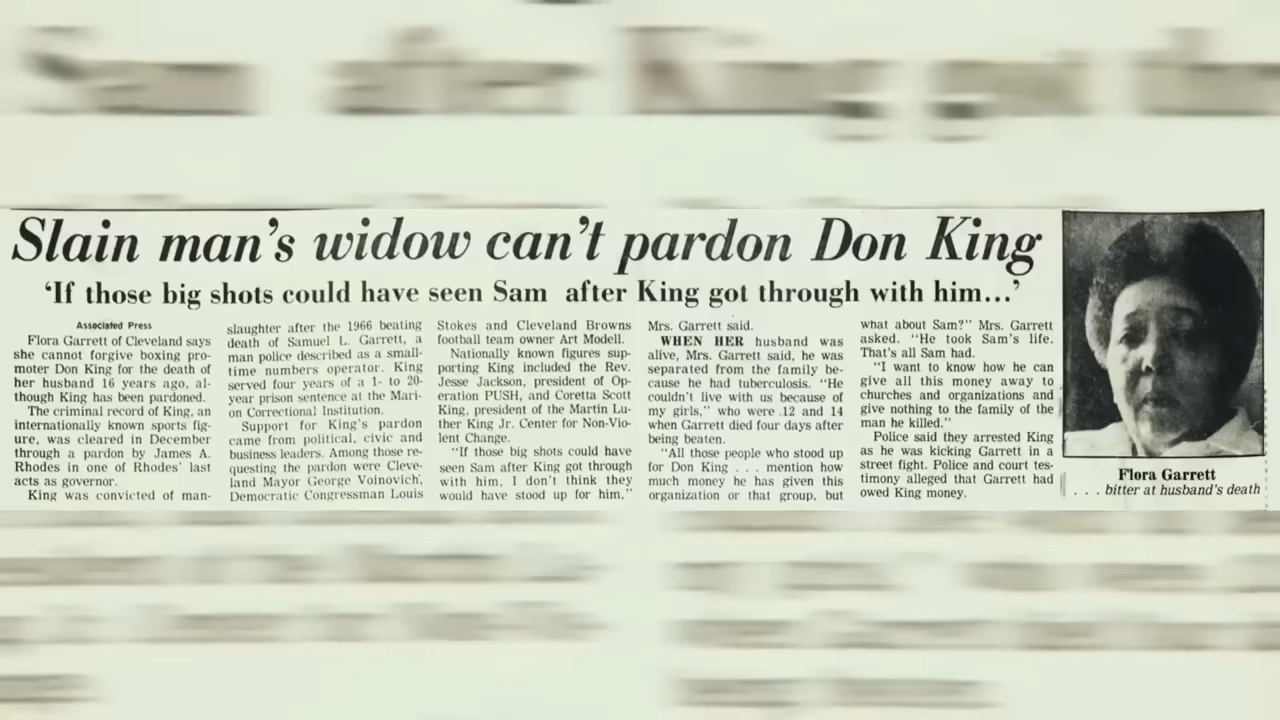 Slain man's widow can't pardon Don King
'If those big shots could have seen Sam after King got through with him...'
Associated Press
Flora Garrett of Cleveland says
she cannot forgive boxing pro-
moter Don King for the death of
her husband 16 years ago, al-
though King has been pardoned.
The criminal record of King, an
internationally known sports fig-
ure, was cleared in December
through a pardon by James A.
Rhodes in one of Rhodes' last
acts as governor.
King was convicted of man-
slaughter after the 1966 beating
death of Samuel L. Garrett, a
man police described as a small-
time numbers operator. King
served four years of a 1- to 20-
year prison sentence at the Mari-
on Correctional Institution.
Support for King's pardon
came from political, civic and
business leaders. Among those re-
questing the pardon were Cleve-
land Mayor George Voinovich,
Democratic Congressman Louis
Stokes and Cleveland Browns
football team owner Art Modell.
Nationally known figures sup-
porting King included the Rev.
Jesse Jackson, president of Op-
eration PUSH, and Coretta Scott
King, president of the Martin Lu-
ther King Jr. Center for Non-Vio-
lent Change.
"If those big shots could have
seen Sam after King got through
with him, I don't think they
would have stood up for him,"
Mrs. Garrett said.
WHEN HER husband was
alive, Mrs. Garrett said, he was
separated from the family be-
cause he had tuberculosis. "He
couldn't live with us because of
my girls," who were 12 and 14
when Garrett died four days after
being beaten.
"All those people who stood up
for Don King . . . mention how
much money he has given this
organization or that group, but
what about Sam?" Mrs. Garrett
asked. "He took Sam's life.
That's all Sam had.
"I want to know how he can
give all this money away to
churches and organizations and
give nothing to the family of the
man he killed."
Police said they arrested King
as he was kicking Garrett in a
street fight. Police and court tes-
timony alleged that Garrett had
owed King money.
Flora Garrett
. . . bitter at husband's death